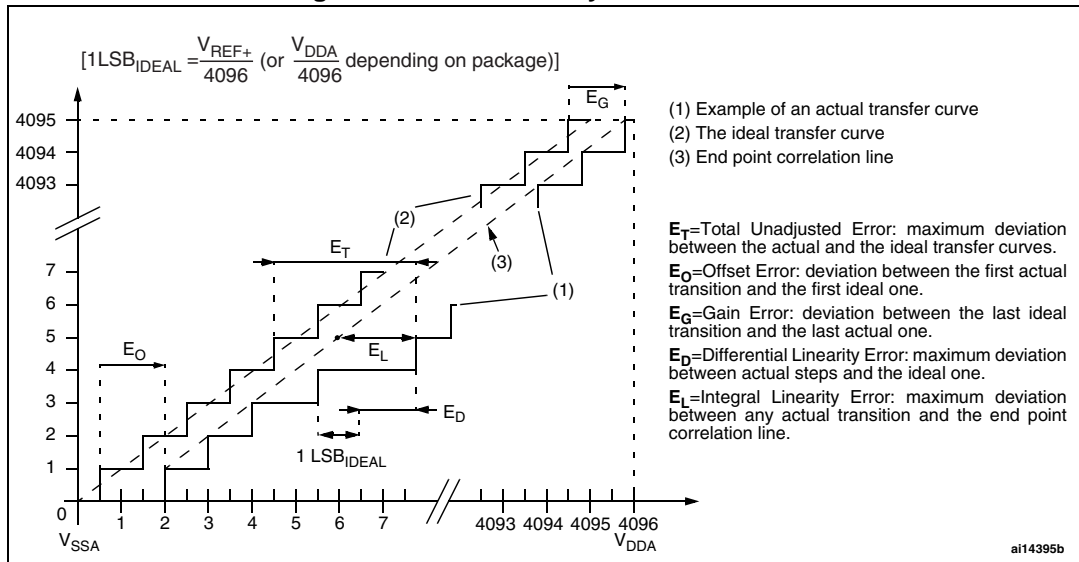 [1LSB_IDEAL = V_REF+/4096 (or V_DDA/4096 depending on package)]
E_G
4095
4094
4093
7
6
5
4
3
2
1
0
(2)
E_T
(3)
(1)
E_O
E_L
E_D
1 LSB_IDEAL
1 2 3 4 5 6 7 4093 4094 4095 4096
V_SSA
V_DDA
(1) Example of an actual transfer curve
(2) The ideal transfer curve
(3) End point correlation line
E_T=Total Unadjusted Error: maximum deviation
between the actual and the ideal transfer curves.
E_O=Offset Error: deviation between the first actual
transition and the first ideal one.
E_G=Gain Error: deviation between the last ideal
transition and the last actual one.
E_D=Differential Linearity Error: maximum deviation
between actual steps and the ideal one.
E_L=Integral Linearity Error: maximum deviation
between any actual transition and the end point
correlation line.
ai14395b